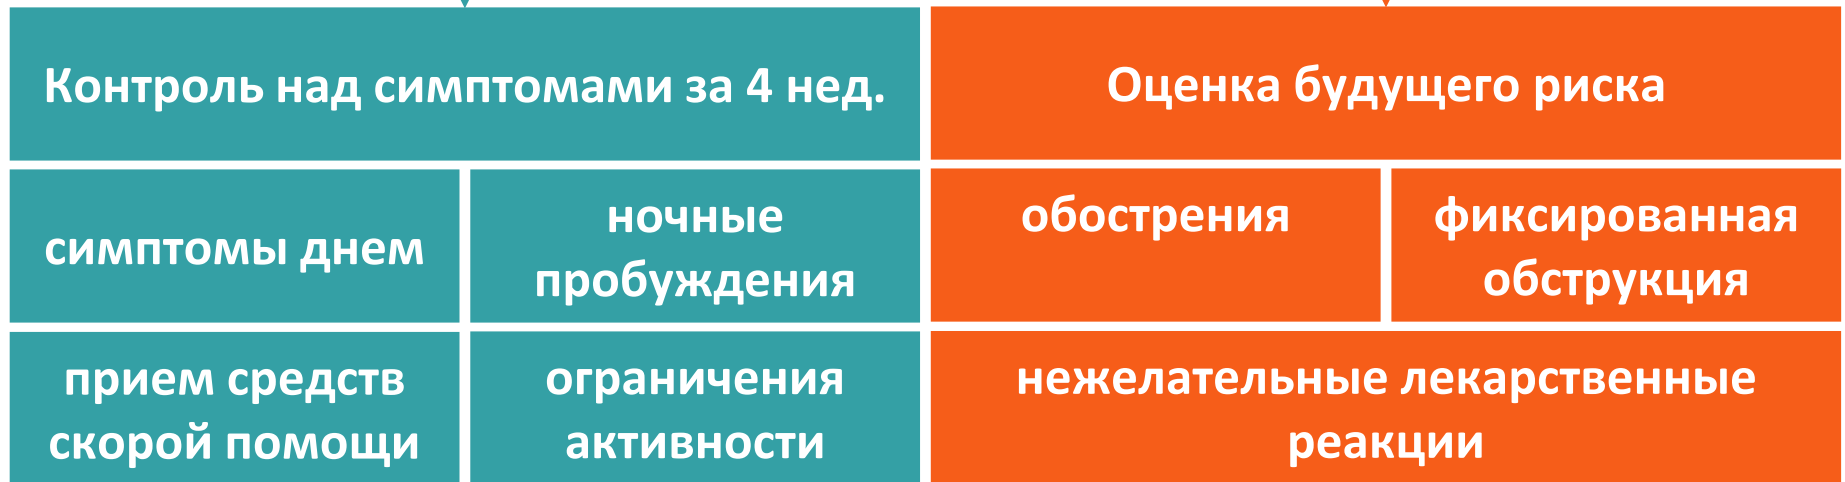 Контроль над симптомами за 4 нед.
Оценка будущего риска
симптомы днем
ночные
пробуждения
обострения
фиксированная
обструкция
прием средств
скорой помощи
ограничения
активности
нежелательные лекарственные
реакции